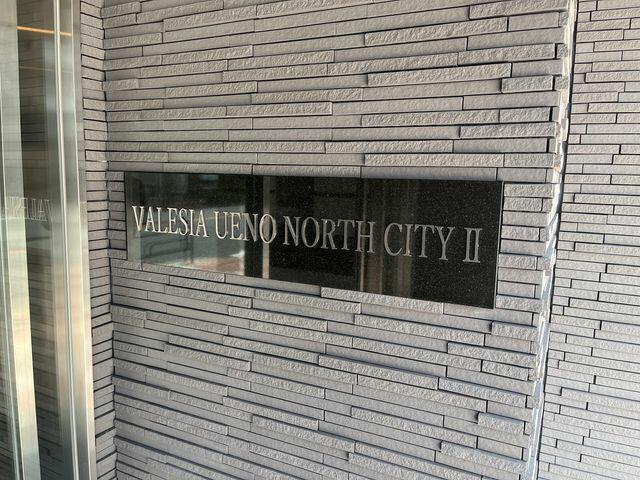 VALESIA UENO NORTH CITY Ⅱ